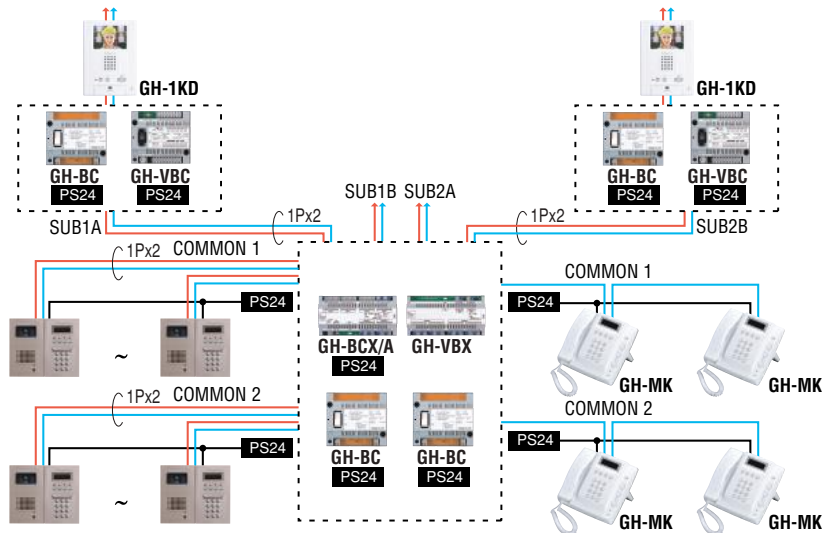 GH-1KD
GH-1KD
GH-BC
GH-VBC
PS24
PS24
GH-BC
GH-VBC
PS24
PS24
SUB1B
SUB2A
SUB1A
1Px2
1Px2
SUB2B
1Px2
COMMON 1
COMMON 1
PS24
PS24
GH-BCX/A
GH-VBX
PS24
~
GH-MK
GH-MK
1Px2
COMMON 2
COMMON 2
PS24
PS24
GH-BC
GH-BC
PS24
PS24
~
GH-MK
GH-MK